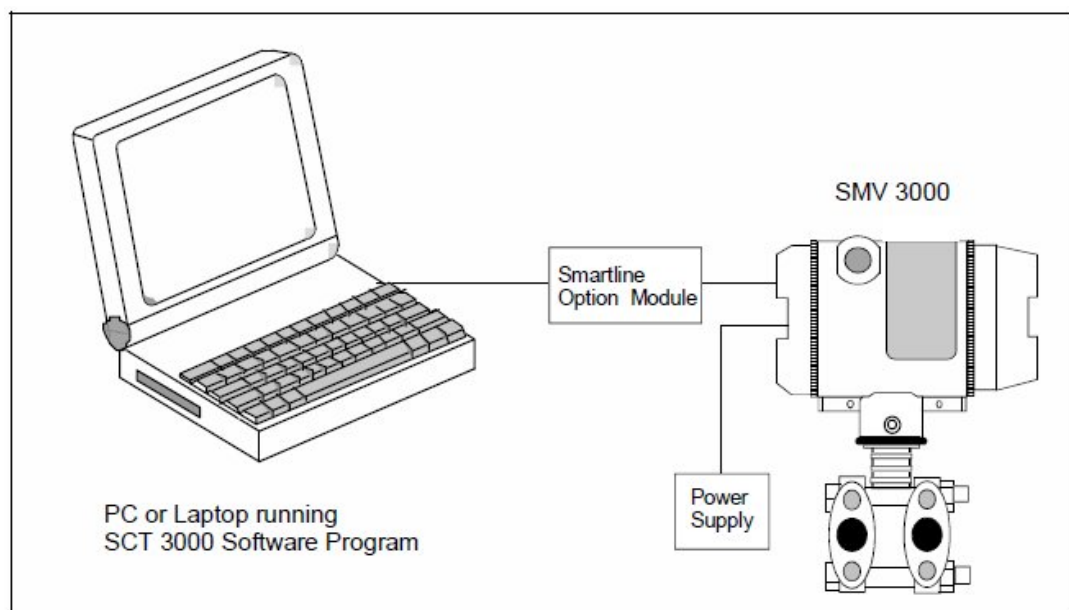 SMV 3000
Smartline
Option Module
Power
Supply
PC or Laptop running
SCT 3000 Software Program